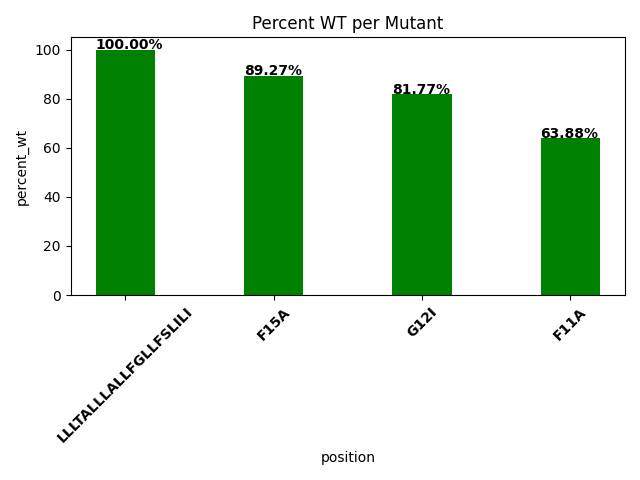 Percent WT per Mutant
percent_wt
100
80
60
40
20
0
100.00%
89.27%
81.77%
63.88%
LLLTALLLALLFGLLFSLILI
F15A
G12I
F11A
position